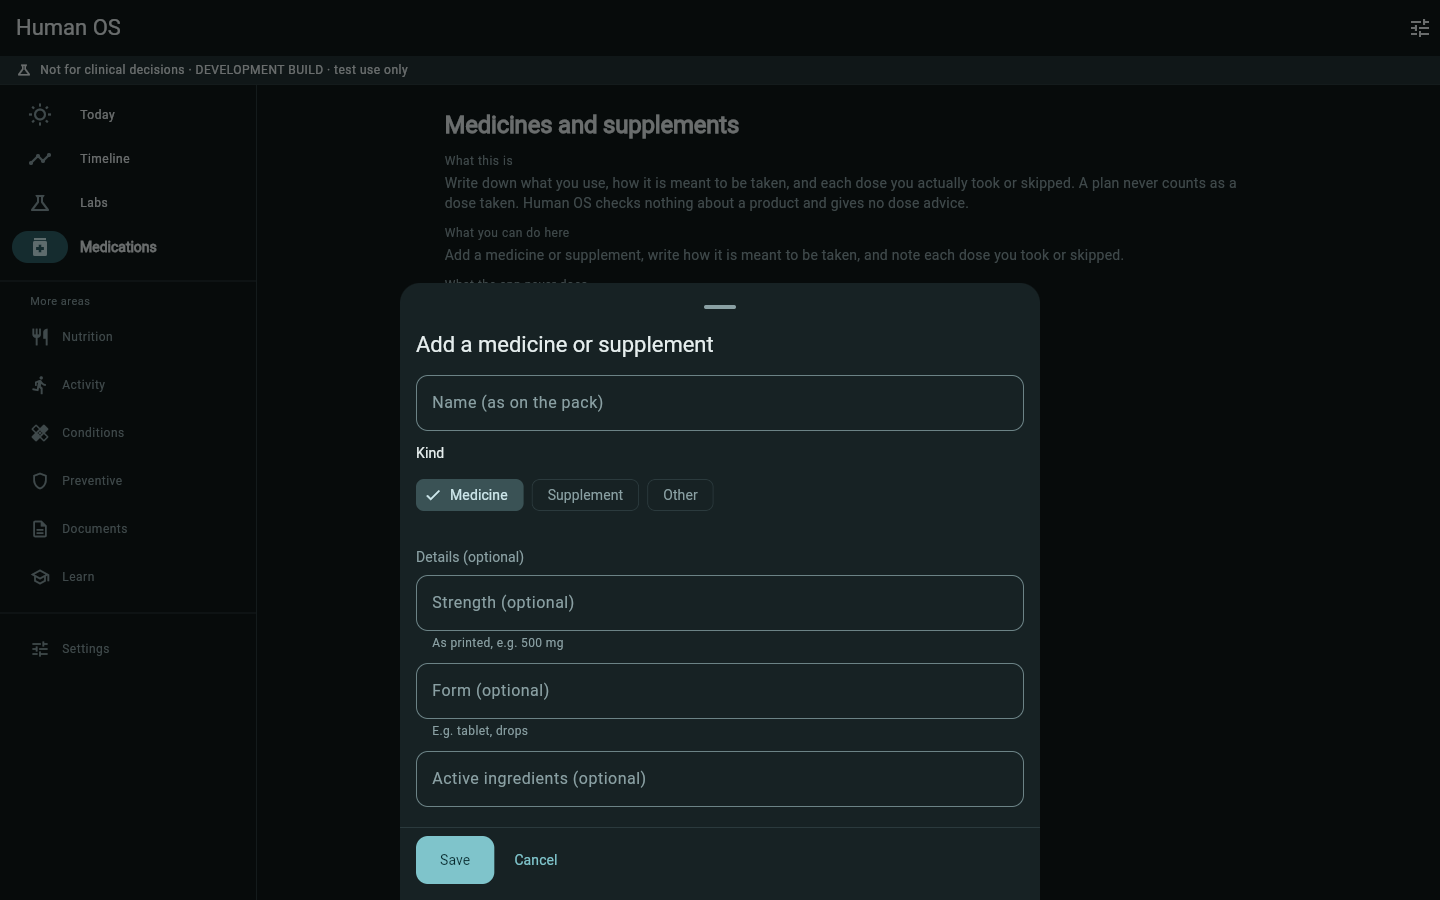 Human OS
Not for clinical decisions · DEVELOPMENT BUILD · test use only
Today
Timeline
Labs
Medications
More areas
Nutrition
Activity
Conditions
Preventive
Documents
Learn
Settings
Medicines and supplements
What this is
Write down what you use, how it is meant to be taken, and each dose you actually took or skipped. A plan never counts as a
dose taken. Human OS checks nothing about a product and gives no dose advice.
What you can do here
Add a medicine or supplement, write how it is meant to be taken, and note each dose you took or skipped.
What the app never does
Add a medicine or supplement
Name (as on the pack)
Kind
Medicine
Supplement
Other
Details (optional)
Strength (optional)
As printed, e.g. 500 mg
Form (optional)
E.g. tablet, drops
Active ingredients (optional)
Save
Cancel